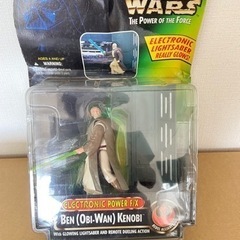 WARS
THE POWER OF THE FORCE
ELECTRONIC
LIGHTSABER
REALLY GLOWS!
ELECTRONIC POWER F/X
BEN (OBI-WAN) KENOBI
WITH GLOWING LIGHTSABER AND REMOTE DUELING ACTION